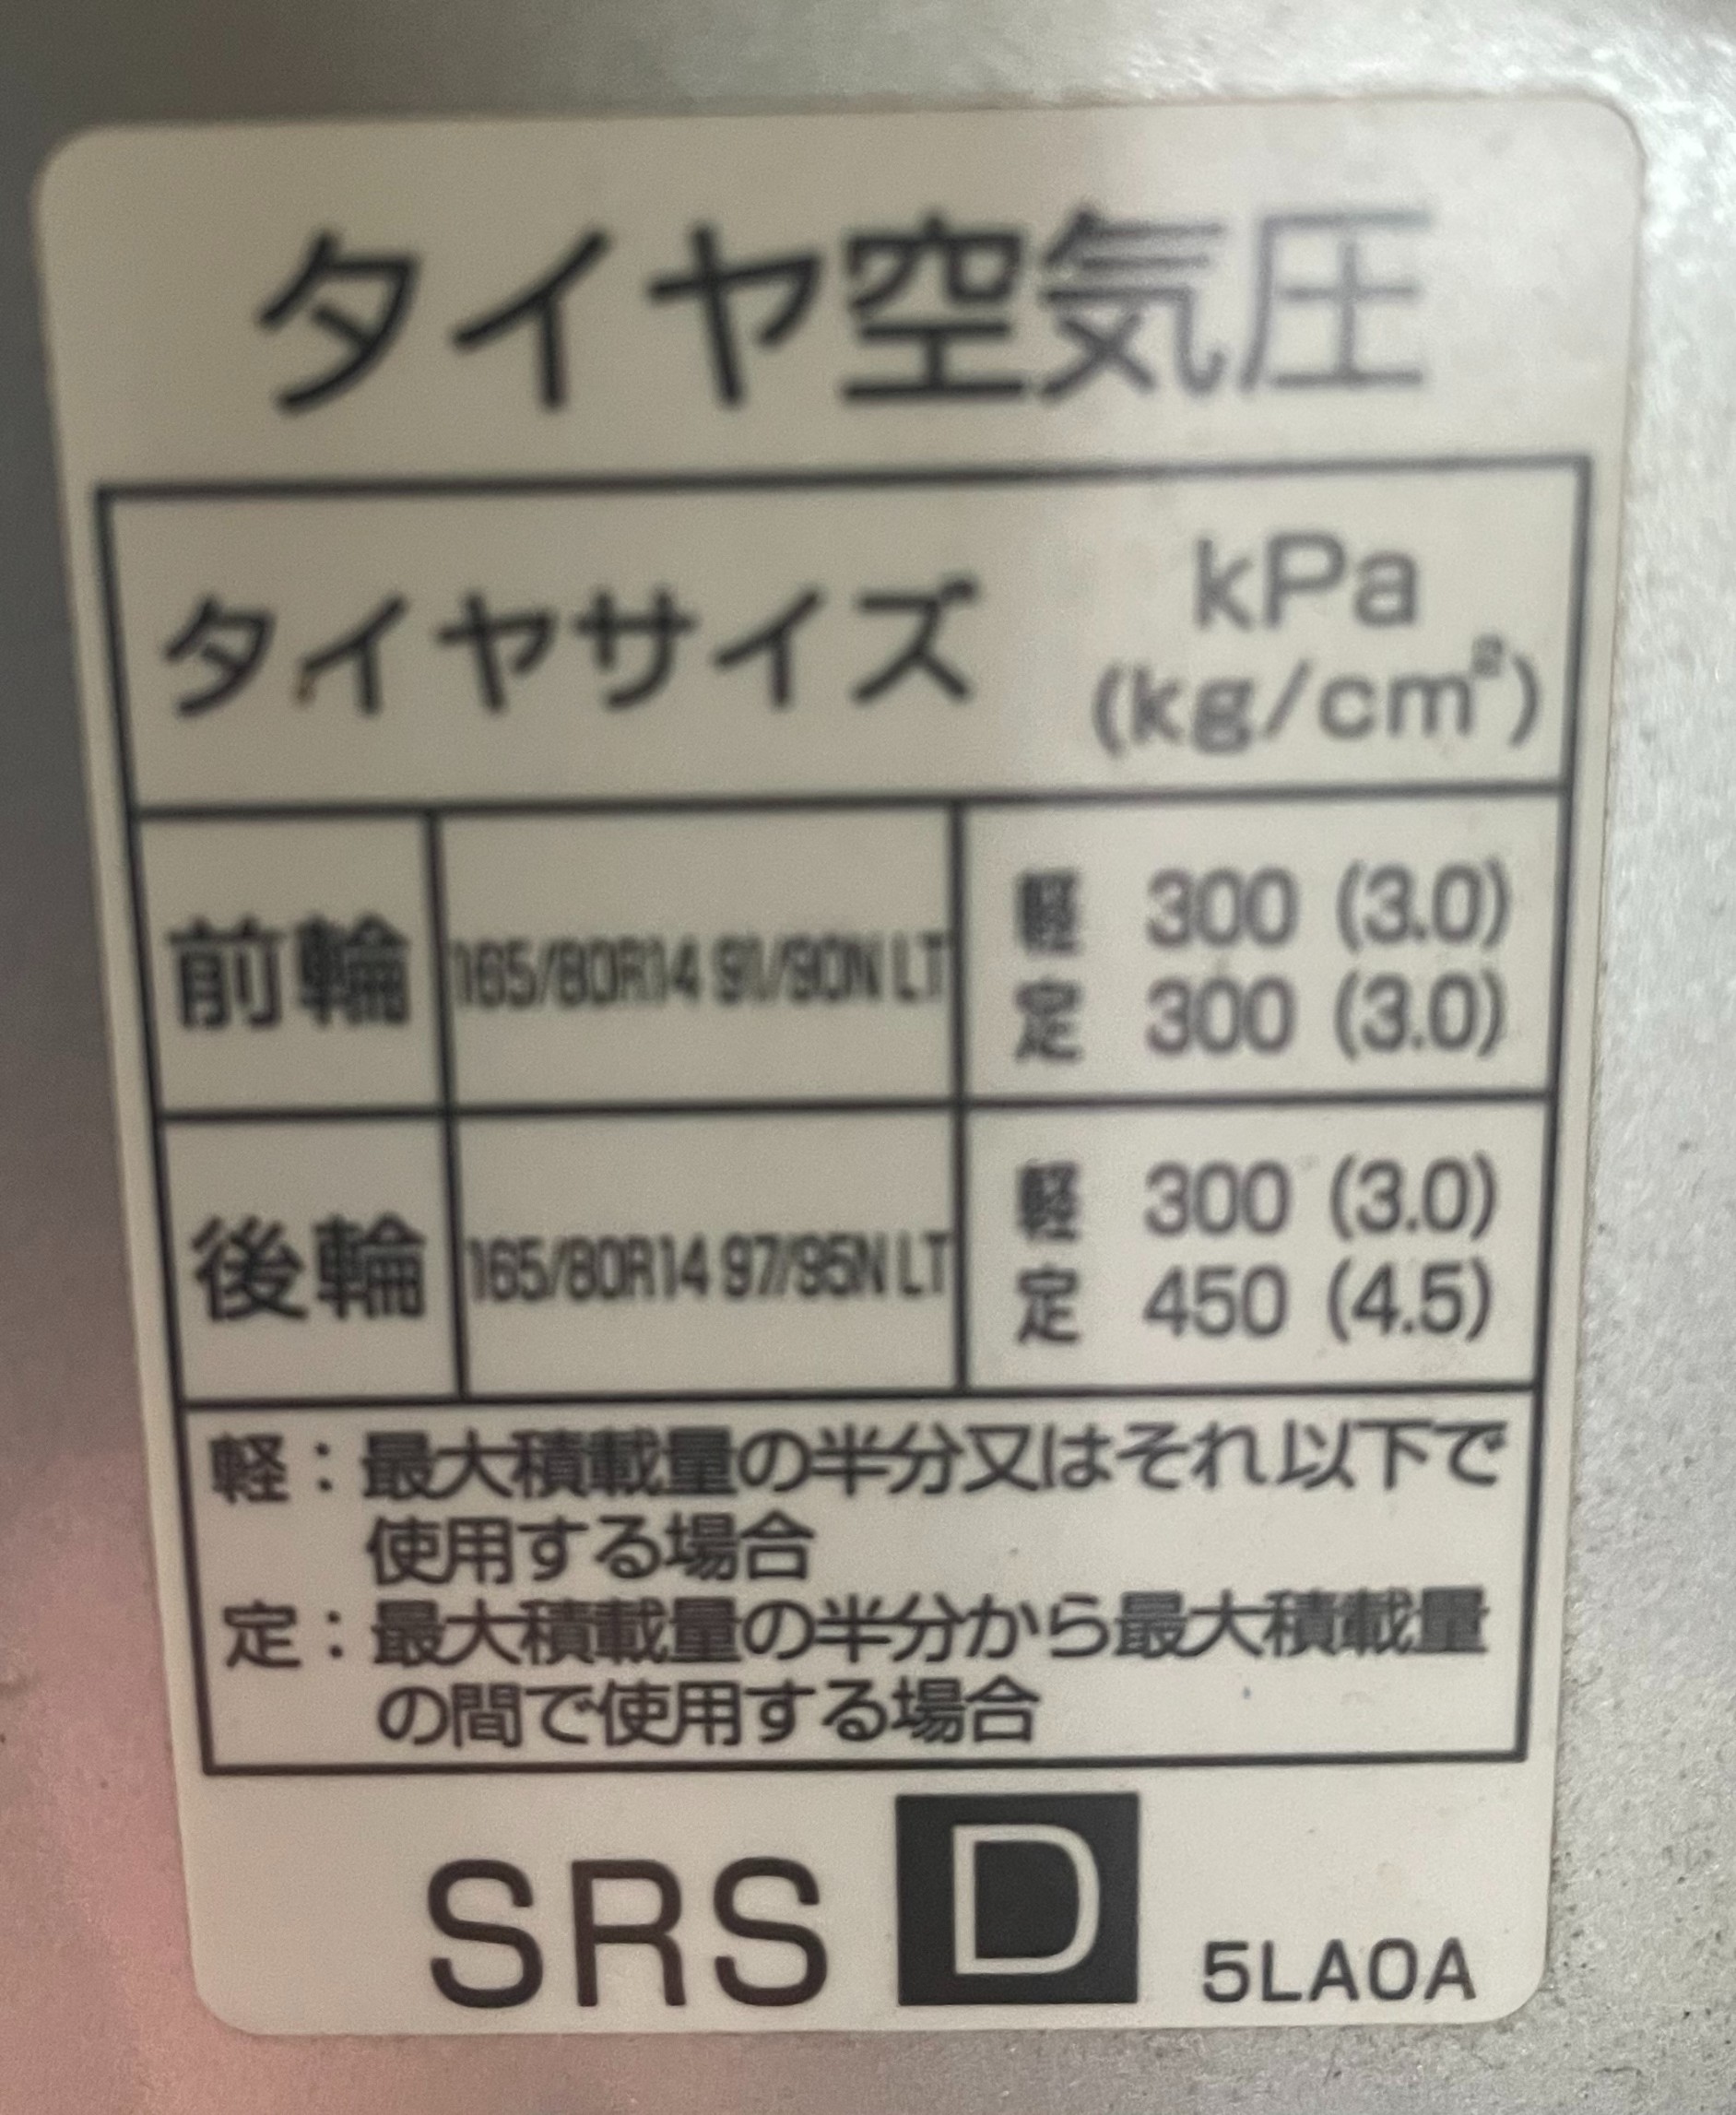 タイヤ空気圧
タイヤサイズ kPa
(kg/cm²)
前輪 165/80R14 91/90N LT 軽 300 (3.0)
定 300 (3.0)
後輪 165/80R14 97/95N LT 軽 300 (3.0)
定 450 (4.5)
軽：最大積載量の半分又はそれ以下で
使用する場合
定：最大積載量の半分から最大積載量
の間で使用する場合
SRS D 5LA0A